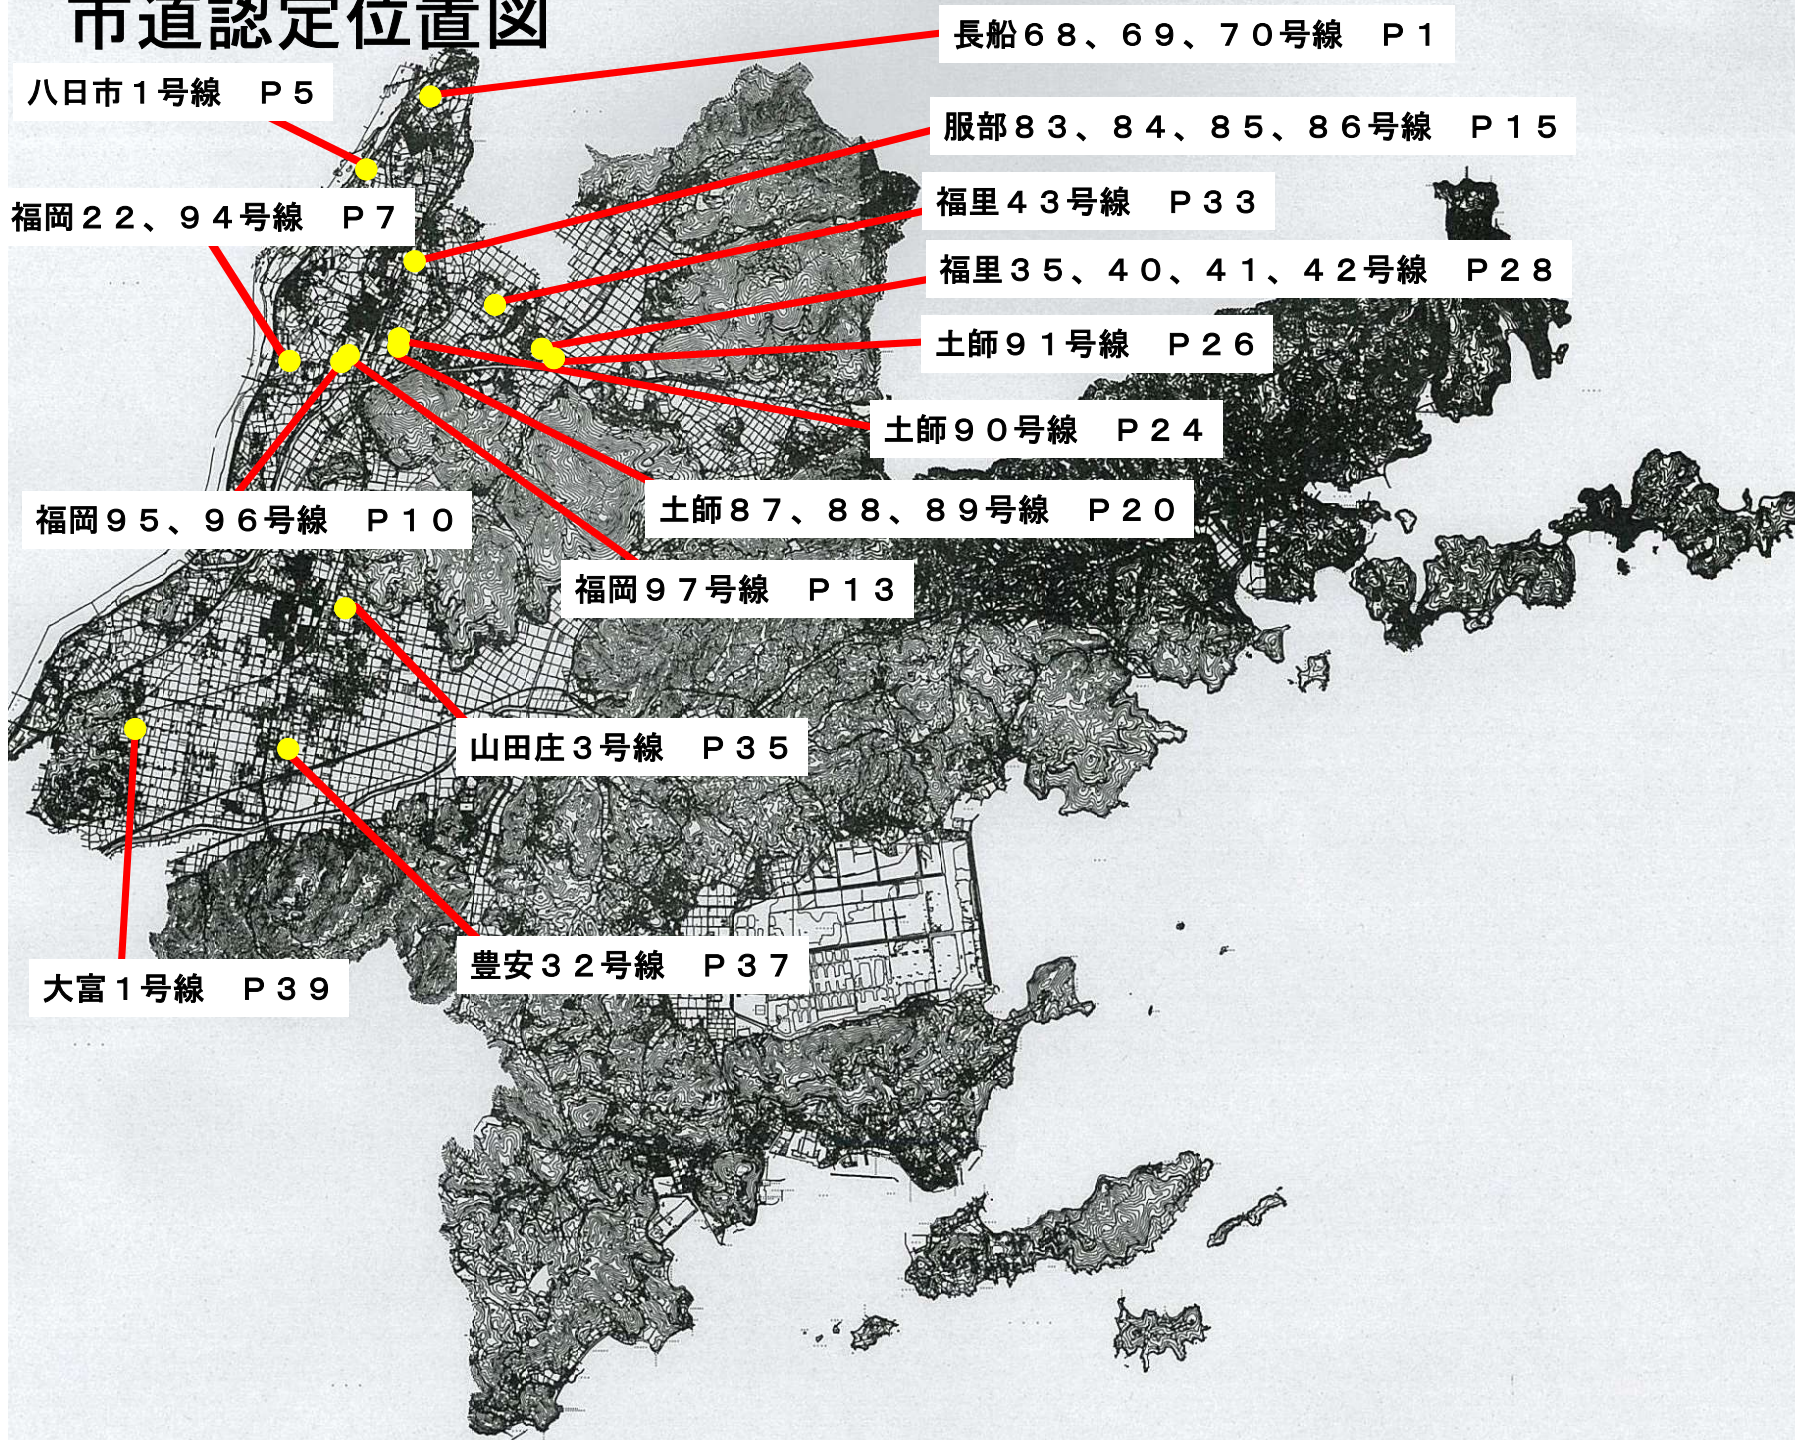 市道認定位置図
長船６８、６９、７０号線　Ｐ１
八日市１号線　Ｐ５
服部８３、８４、８５、８６号線　Ｐ１５
福岡２２、９４号線　Ｐ７
福里４３号線　Ｐ３３
福里３５、４０、４１、４２号線　Ｐ２８
土師９１号線　Ｐ２６
土師９０号線　Ｐ２４
福岡９５、９６号線　Ｐ１０
土師８７、８８、８９号線　Ｐ２０
福岡９７号線　Ｐ１３
山田庄３号線　Ｐ３５
豊安３２号線　Ｐ３７
大富１号線　Ｐ３９